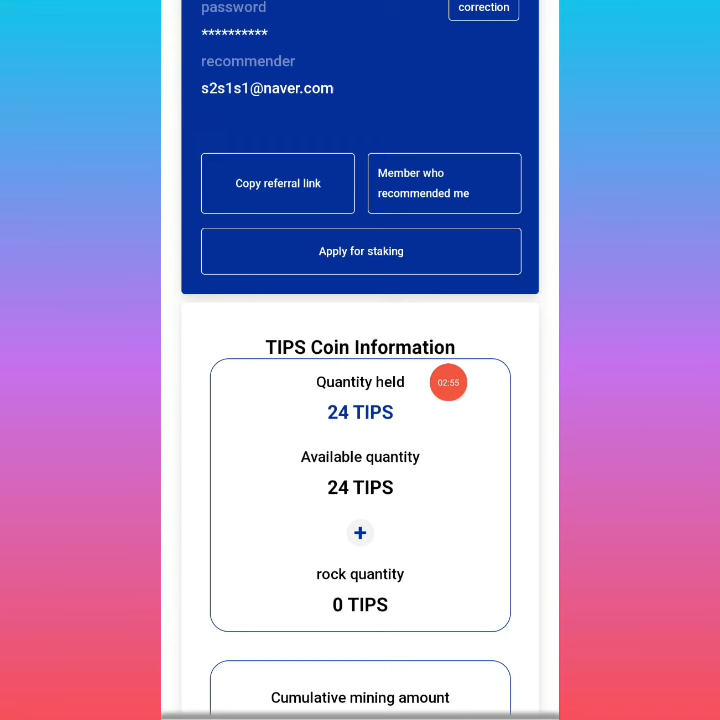 password
correction
**********
recommender
s2s1s1@naver.com
Copy referral link
Member who
recommended me
Apply for staking
TIPS Coin Information
Quantity held
02:55
24 TIPS
Available quantity
24 TIPS
+
rock quantity
0 TIPS
Cumulative mining amount